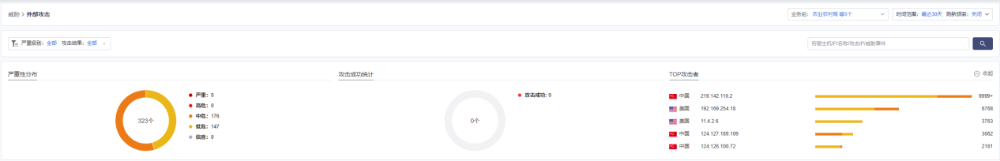 威胁 > 外部攻击
业务组: 农业农村局 等5个
时间范围: 最近30天 刷新频率: 关闭
严重级别: 全部 攻击结果: 全部
告警主机IP/名称/攻击IP/威胁事件
严重性分布
323个
严重: 0
高危: 0
中危: 176
低危: 147
信息: 0
攻击成功统计
0个
攻击成功: 0
TOP攻击者
收起
中国 219.142.110.2 9999+
美国 192.169.254.18 6768
美国 11.4.2.6 3763
中国 124.127.189.109 3062
中国 124.126.100.72 2181